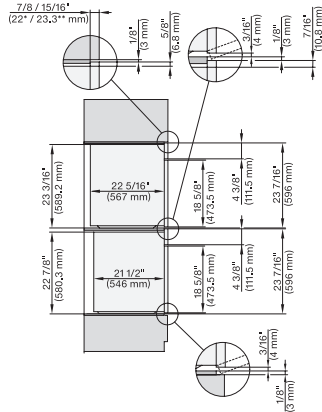 7/8 / 15/16"
(22* / 23.3** mm)
1/8"
(3 mm)
5/8"
(6.8 mm)
3/16"
(4 mm)
1/8"
(3 mm)
7/16"
(10.8 mm)
23 3/16"
(589.2 mm)
22 5/16"
(567 mm)
18 5/8"
(473.5 mm)
4 3/8"
(111.5 mm)
23 7/16"
(596 mm)
22 7/8"
(580.3 mm)
21 1/2"
(546 mm)
18 5/8"
(473.5 mm)
4 3/8"
(111.5 mm)
23 7/16"
(596 mm)
3/16"
(4 mm)
1/8"
(3 mm)